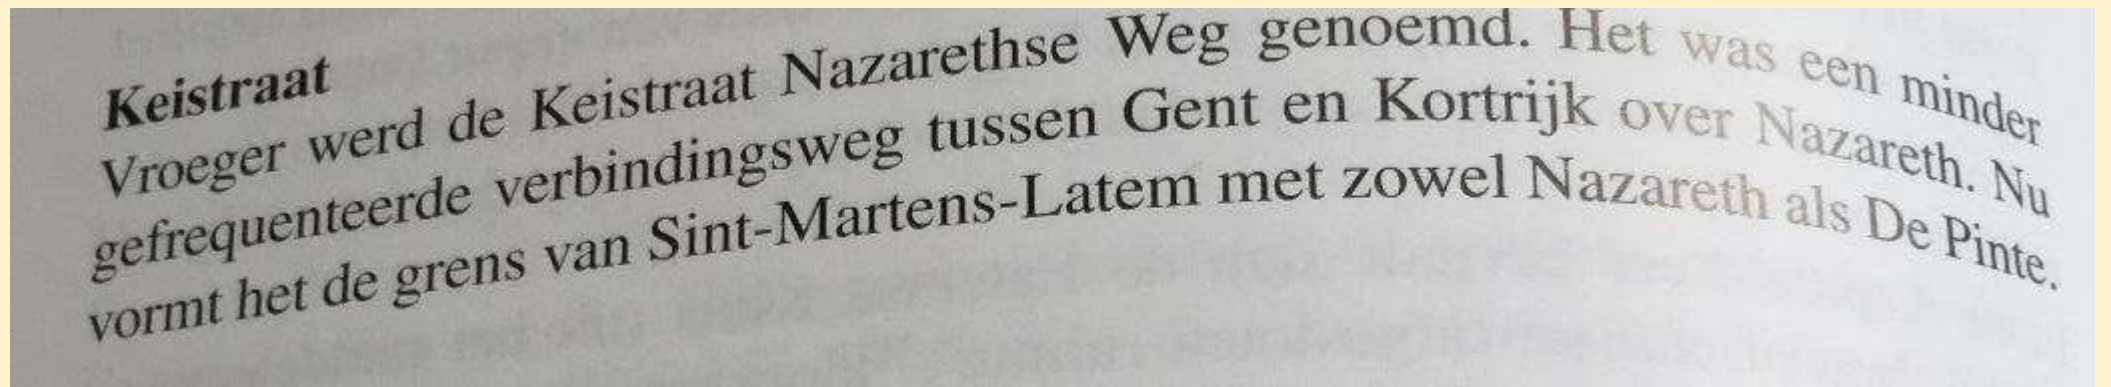 Keistraat
Vroeger werd de Keistraat Nazarethse Weg genoemd. Het was een minder
gefrequenteerde verbindingsweg tussen Gent en Kortrijk over Nazareth. Nu
vormt het de grens van Sint-Martens-Latem met zowel Nazareth als De Pinte.